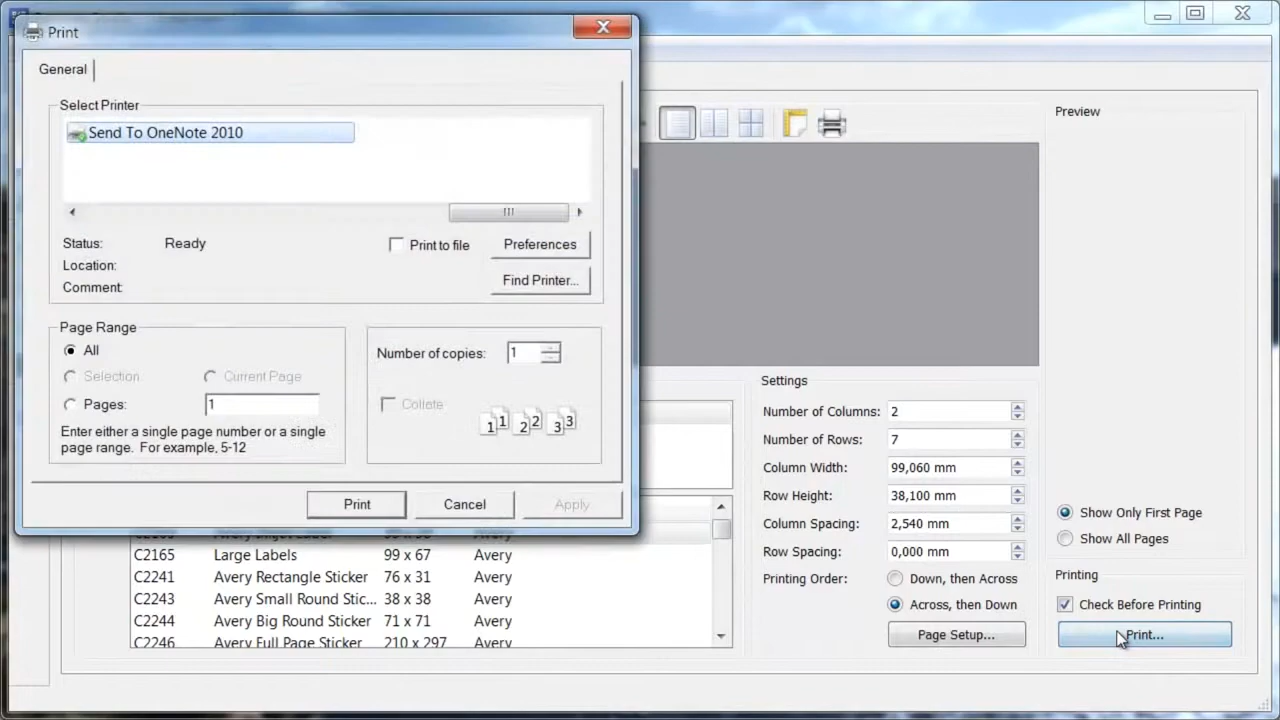 Print
General
Select Printer
Send To OneNote 2010
Status: Ready
Print to file
Preferences
Location:
Find Printer...
Comment:
Page Range
All
Selection
Current Page
Pages:
1
Enter either a single page number or a single
page range. For example, 5-12
Number of copies:
1
Collate
1 1 2 2 3 3
Print
Cancel
Apply
C2165 Large Labels 99 x 67 Avery
C2241 Avery Rectangle Sticker 76 x 31 Avery
C2243 Avery Small Round Stic... 38 x 38 Avery
C2244 Avery Big Round Sticker 71 x 71 Avery
C2246 Avery Full Page Sticker 210 x 297 Avery
Settings
Number of Columns: 2
Number of Rows: 7
Column Width: 99,060 mm
Row Height: 38,100 mm
Column Spacing: 2,540 mm
Row Spacing: 0,000 mm
Printing Order: Down, then Across
Across, then Down
Page Setup...
Preview
Show Only First Page
Show All Pages
Printing
Check Before Printing
Print...